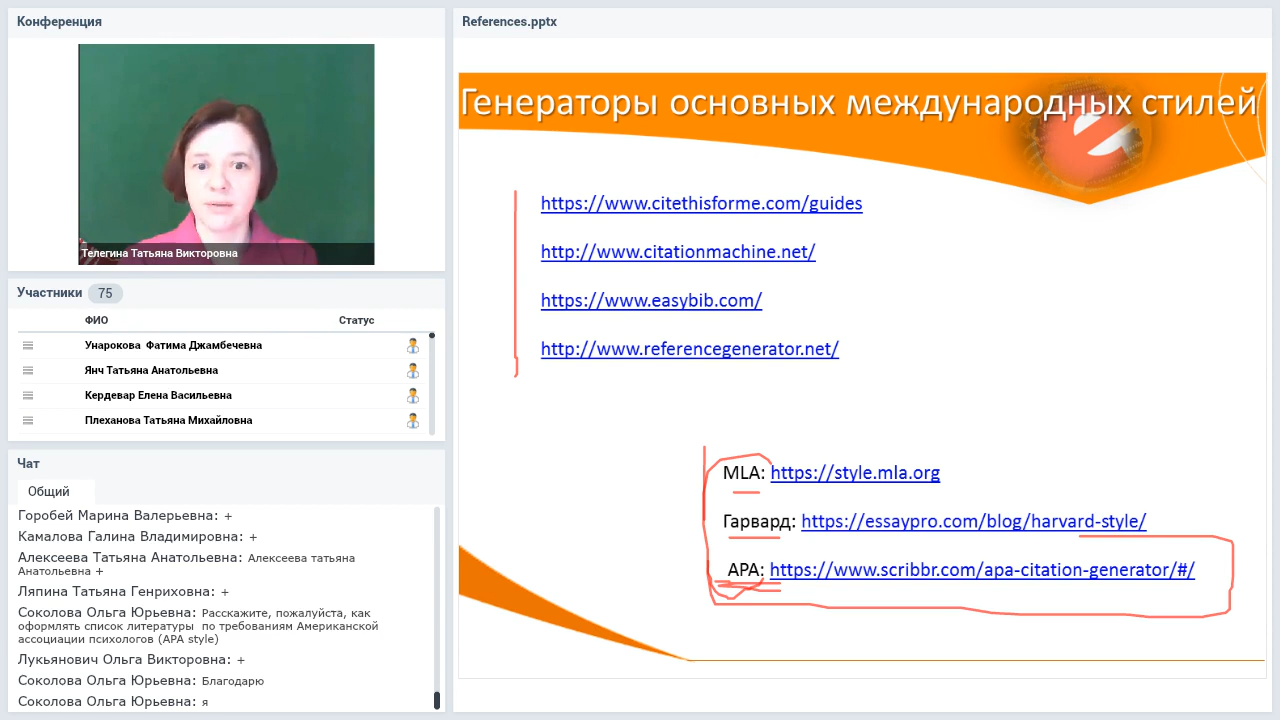 Конференция
Телегина Татьяна Викторовна
Участники 75
ФИО Статус
Унарокова Фатима Джамбечевна
Янч Татьяна Анатольевна
Кердевар Елена Васильевна
Плеханова Татьяна Михайловна
Чат
Общий
Горобей Марина Валерьевна: +
Камалова Галина Владимировна: +
Алексеева Татьяна Анатольевна: Алексеева татьяна
Анатольевна +
Ляпина Татьяна Генриховна: +
Соколова Ольга Юрьевна: Расскажите, пожалуйста, как
оформлять список литературы по требованиям Американской
ассоциации психологов (APA style)
Лукьянович Ольга Викторовна: +
Соколова Ольга Юрьевна: Благодарю
Соколова Ольга Юрьевна: я
References.pptx
Генераторы основных международных стилей
https://www.citethisforme.com/guides
http://www.citationmachine.net/
https://www.easybib.com/
http://www.referencegenerator.net/
MLA: https://style.mla.org
Гарвард: https://essaypro.com/blog/harvard-style/
APA: https://www.scribbr.com/apa-citation-generator/#/